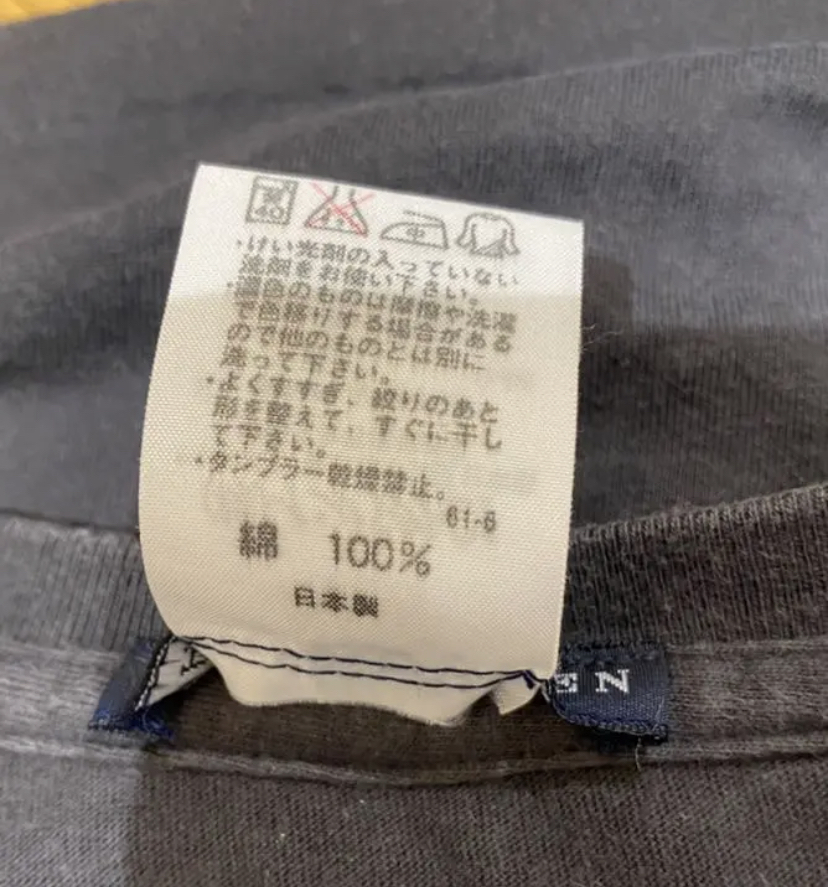 40
中
・けい光剤の入っていない
洗剤をお使い下さい。
・濃色のものは摩擦や洗濯
で色移りする場合がある
ので他のものとは別に
洗って下さい。
・よくすすぎ、絞りのあと
形を整えて、すぐに干し
て下さい。
・タンブラー乾燥禁止。
61-6
綿 100%
日本製
EN